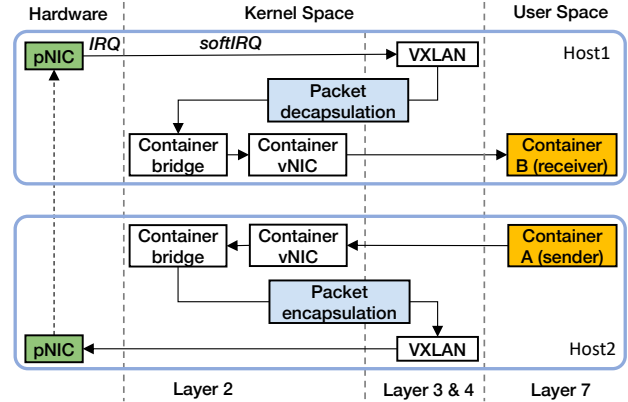 Hardware Kernel Space User Space
IRQ softIRQ Host1
pNIC VXLAN
Packet
decapsulation
Container Container Container
bridge vNIC B (receiver)
Container Container Container
bridge vNIC A (sender)
Packet
encapsulation
pNIC VXLAN Host2
Layer 2 Layer 3 & 4 Layer 7